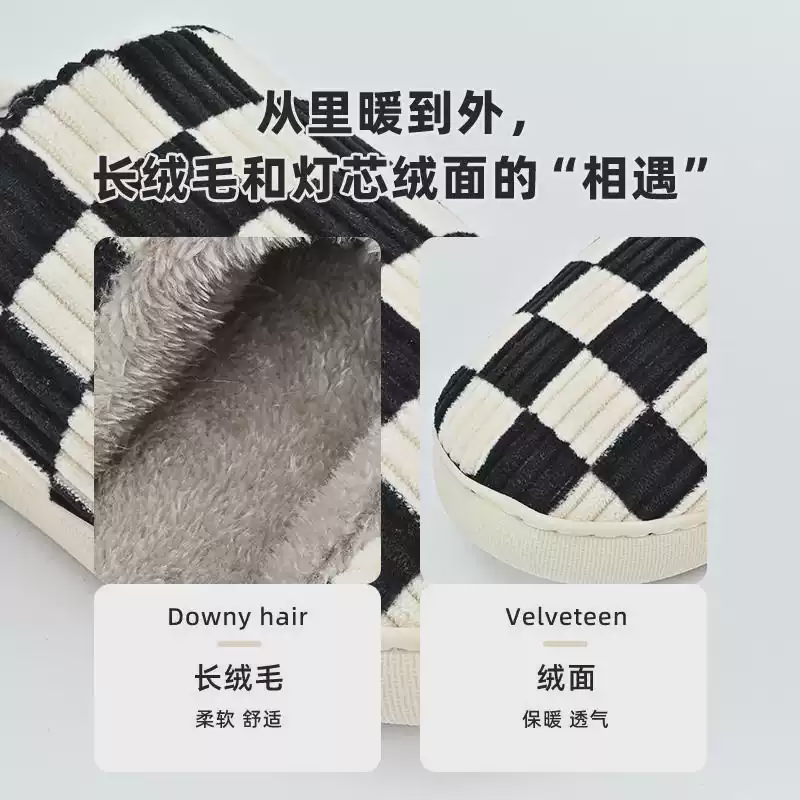 从里暖到外，
长绒毛和灯芯绒面的“相遇”
Downy hair
长绒毛
柔软 舒适
Velveteen
绒面
保暖 透气